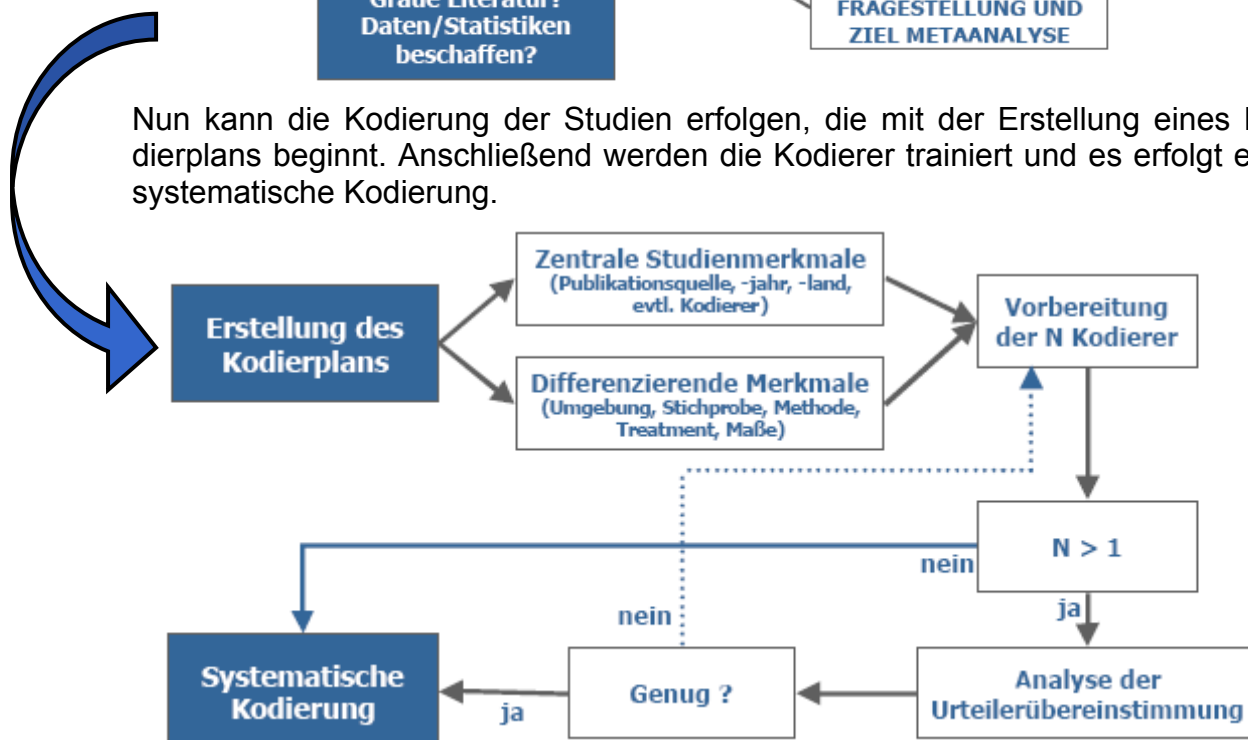 Graue Literatur?
Daten/Statistiken
beschaffen?
FRAGESTELLUNG UND
ZIEL METAANALYSE
Nun kann die Kodierung der Studien erfolgen, die mit der Erstellung eines
dierplans beginnt. Anschließend werden die Kodierer trainiert und es erfolgt
systematische Kodierung.
Erstellung des
Kodierplans
Zentrale Studienmerkmale
(Publikationsquelle, -jahr, -land,
evtl. Kodierer)
Differenzierende Merkmale
(Umgebung, Stichprobe, Methode,
Treatment, Maße)
Vorbereitung
der N Kodierer
N > 1
nein
ja
nein
Systematische
Kodierung
ja
Genug ?
Analyse der
Urteilerübereinstimmung